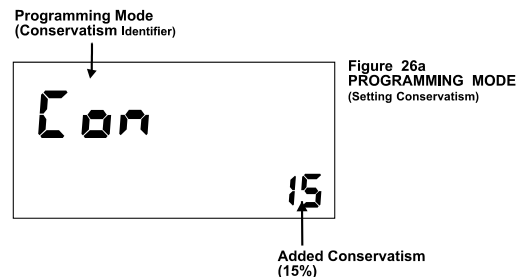 Programming Mode
(Conservatism Identifier)
Figure 26a
PROGRAMMING MODE
(Setting Conservatism)
Con
15
Added Conservatism
(15%)